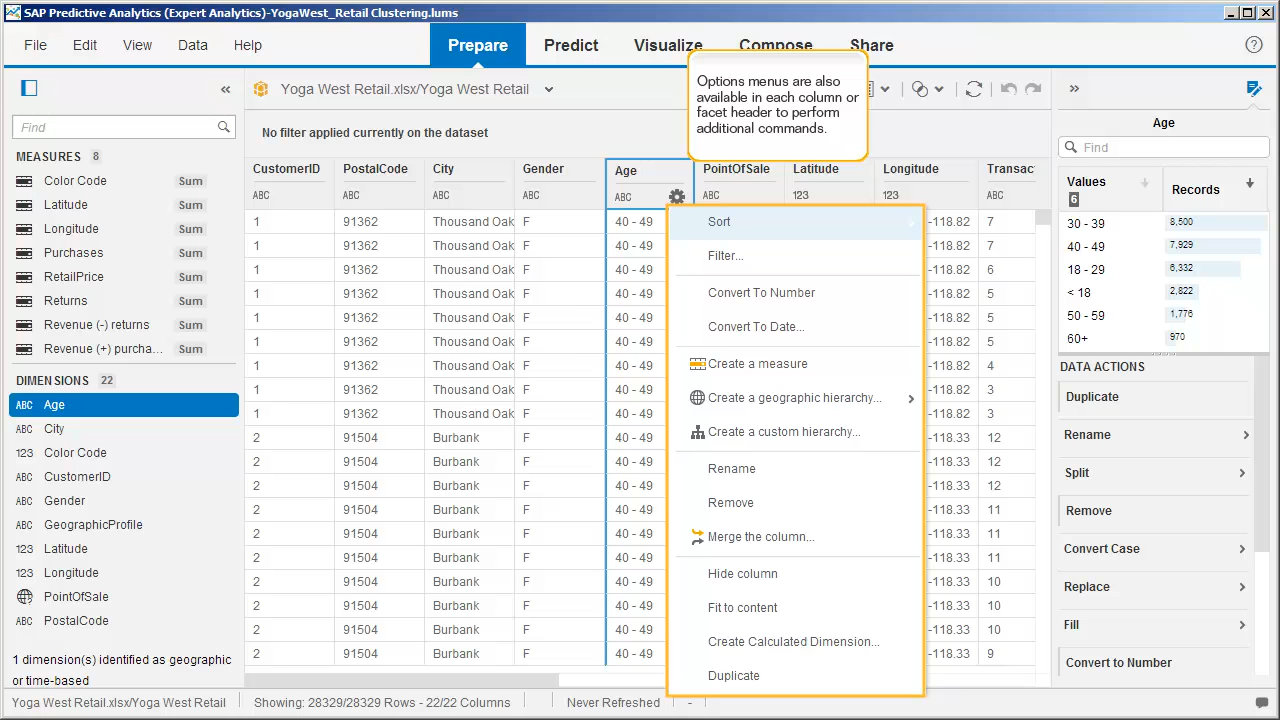 SAP Predictive Analytics (Expert Analytics)-YogaWest_Retail Clustering.lums
File Edit View Data Help
Prepare Predict Visualize Compose Share
Yoga West Retail.xlsx/Yoga West Retail
Options menus are also
available in each column or
facet header to perform
additional commands.
Find
No filter applied currently on the dataset
MEASURES 8
Color Code Sum
Latitude Sum
Longitude Sum
Purchases Sum
RetailPrice Sum
Returns Sum
Revenue (-) returns Sum
Revenue (+) purcha... Sum
DIMENSIONS 22
ABC Age
ABC City
123 Color Code
ABC CustomerID
ABC Gender
ABC GeographicProfile
123 Latitude
123 Longitude
PointOfSale
ABC PostalCode
1 dimension(s) identified as geographic
or time-based
CustomerID PostalCode City Gender Age PointOfSale Latitude Longitude Transac
ABC ABC ABC ABC ABC ABC 123 123 ABC
1 91362 Thousand Oak F 40 - 49 -118.82 7
1 91362 Thousand Oak F 40 - 49 -118.82 7
1 91362 Thousand Oak F 40 - 49 -118.82 6
1 91362 Thousand Oak F 40 - 49 -118.82 5
1 91362 Thousand Oak F 40 - 49 -118.82 5
1 91362 Thousand Oak F 40 - 49 -118.82 5
1 91362 Thousand Oak F 40 - 49 -118.82 4
1 91362 Thousand Oak F 40 - 49 -118.82 3
1 91362 Thousand Oak F 40 - 49 -118.82 3
2 91504 Burbank F 40 - 49 -118.33 12
2 91504 Burbank F 40 - 49 -118.33 12
2 91504 Burbank F 40 - 49 -118.33 12
2 91504 Burbank F 40 - 49 -118.33 11
2 91504 Burbank F 40 - 49 -118.33 11
2 91504 Burbank F 40 - 49 -118.33 11
2 91504 Burbank F 40 - 49 -118.33 10
2 91504 Burbank F 40 - 49 -118.33 10
2 91504 Burbank F 40 - 49 -118.33 10
2 91504 Burbank F 40 - 49 -118.33 9
Sort
Filter...
Convert To Number
Convert To Date...
Create a measure
Create a geographic hierarchy...
Create a custom hierarchy...
Rename
Remove
Merge the column...
Hide column
Fit to content
Create Calculated Dimension...
Duplicate
Age
Find
Values Records
6
30 - 39 8,500
40 - 49 7,929
18 - 29 6,332
< 18 2,822
50 - 59 1,776
60+ 970
DATA ACTIONS
Duplicate
Rename
Split
Remove
Convert Case
Replace
Fill
Convert to Number
Yoga West Retail.xlsx/Yoga West Retail Showing: 28329/28329 Rows - 22/22 Columns Never Refreshed -